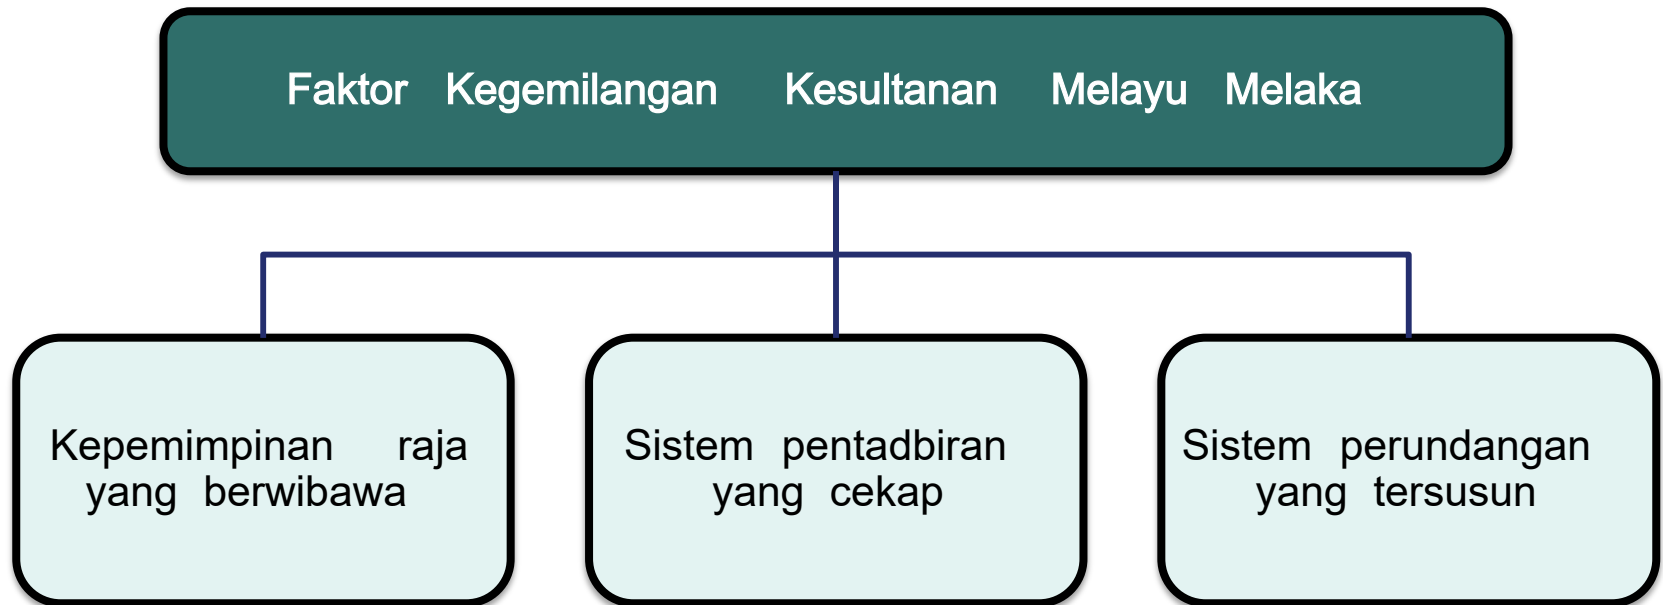 Faktor Kegemilangan Kesultanan Melayu Melaka
Kepemimpinan raja
yang berwibawa
Sistem pentadbiran
yang cekap
Sistem perundangan
yang tersusun